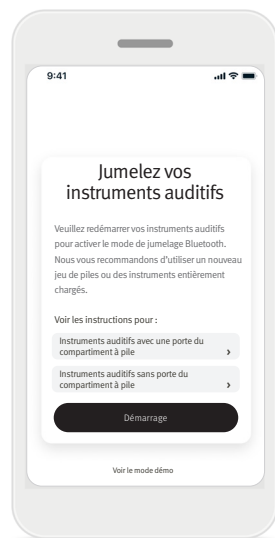 9:41
Jumelez vos
instruments auditifs
Veuillez redémarrer vos instruments auditifs
pour activer le mode de jumelage Bluetooth.
Nous vous recommandons d'utiliser un nouveau
jeu de piles ou des instruments entièrement
chargés.
Voir les instructions pour :
Instruments auditifs avec une porte du
compartiment à pile
Instruments auditifs sans porte du
compartiment à pile
Démarrage
Voir le mode démo